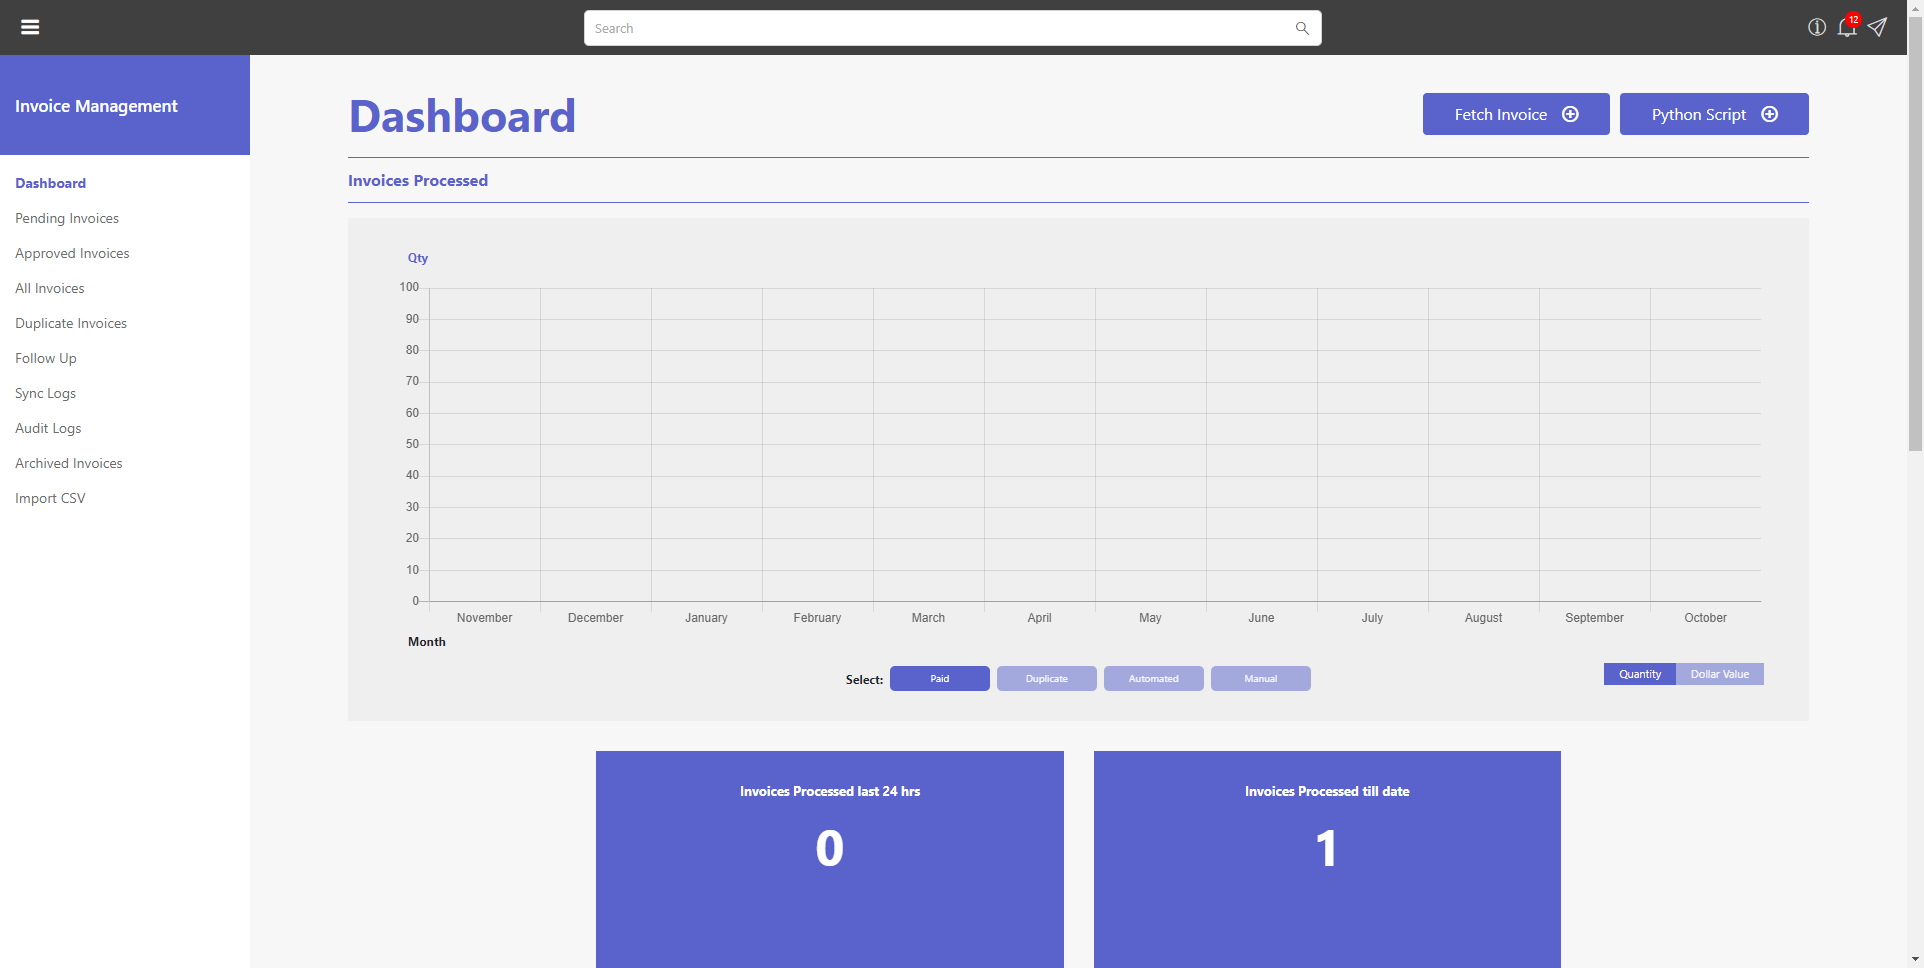 Search
12
Invoice Management
Dashboard
Pending Invoices
Approved Invoices
All Invoices
Duplicate Invoices
Follow Up
Sync Logs
Audit Logs
Archived Invoices
Import CSV
Dashboard
Fetch Invoice
Python Script
Invoices Processed
Qty
100
90
80
70
60
50
40
30
20
10
0
November December January February March April May June July August September October
Month
Select: Paid Duplicate Automated Manual
Quantity Dollar Value
Invoices Processed last 24 hrs
0
Invoices Processed till date
1